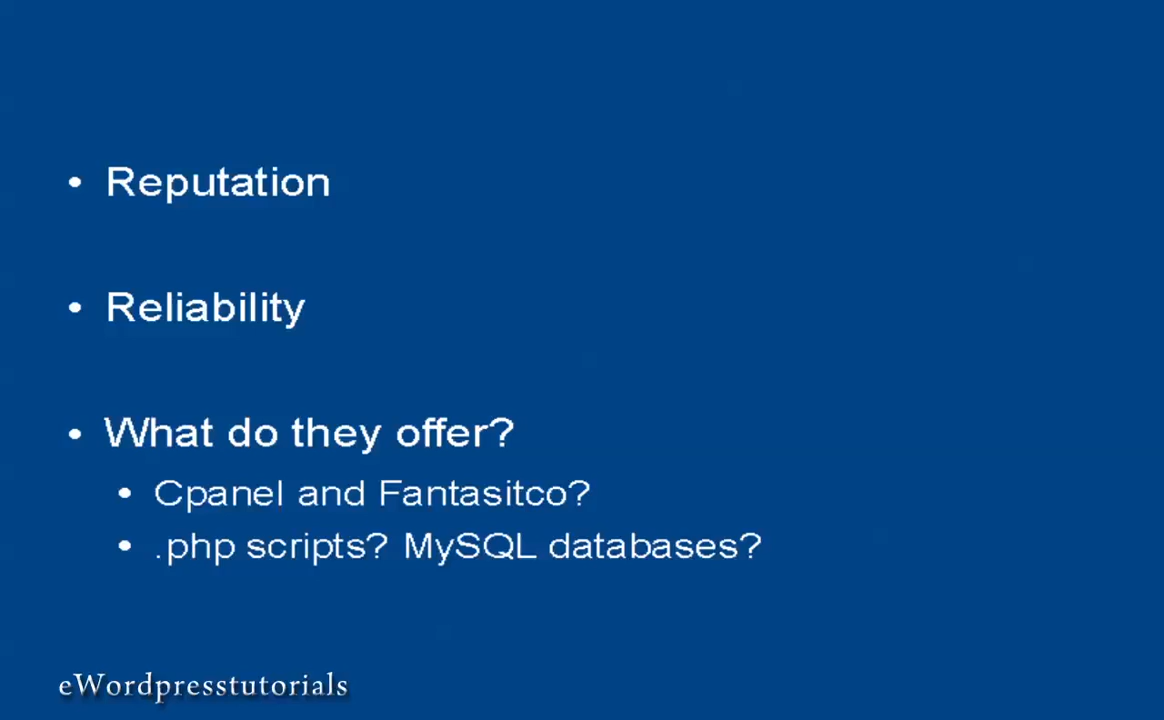 • Reputation
• Reliability
• What do they offer?
• Cpanel and Fantasitco?
• .php scripts? MySQL databases?
eWordpresstutorials